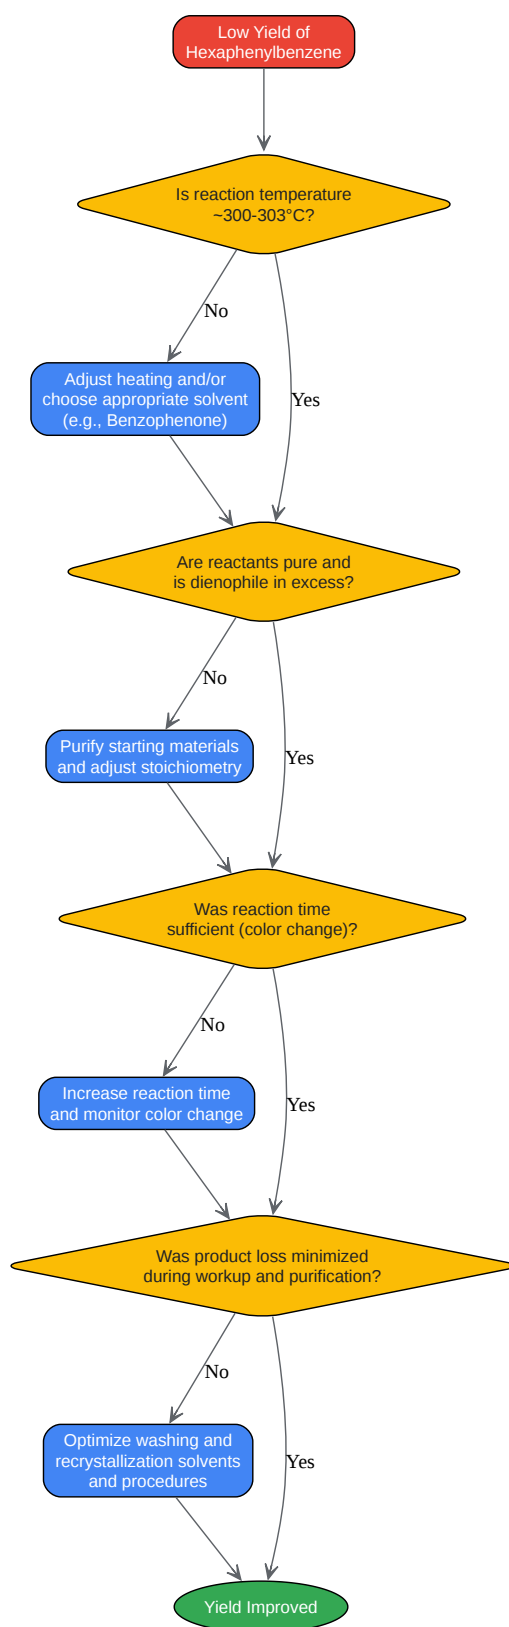 Low Yield of
Hexaphenylbenzene
Is reaction temperature
~300-303°C?
No
Yes
Adjust heating and/or
choose appropriate solvent
(e.g., Benzophenone)
Are reactants pure and
is dienophile in excess?
No
Yes
Purify starting materials
and adjust stoichiometry
Was reaction time
sufficient (color change)?
No
Yes
Increase reaction time
and monitor color change
Was product loss minimized
during workup and purification?
No
Yes
Optimize washing and
recrystallization solvents
and procedures
Yield Improved